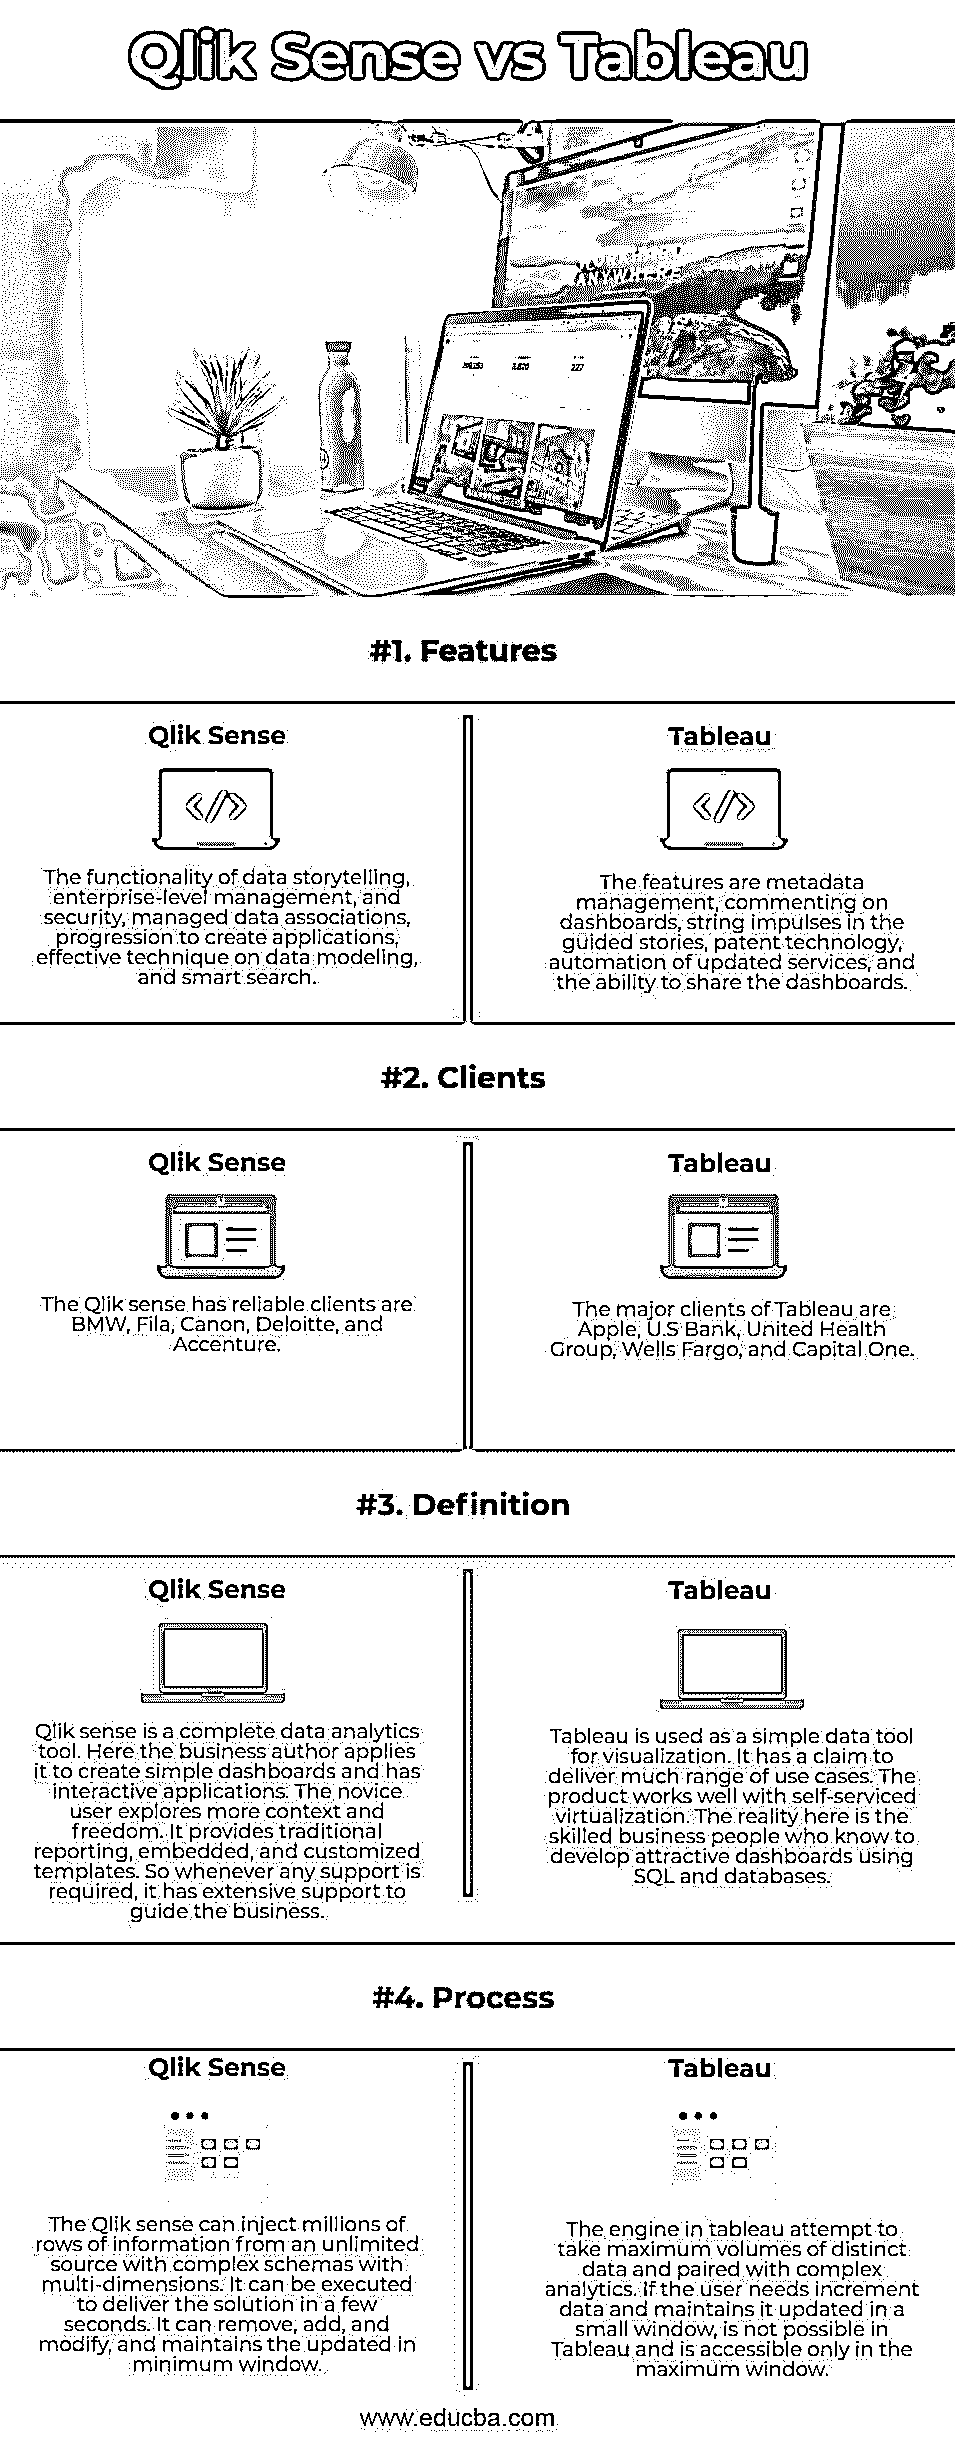 Qlik Sense vs Tableau
ANYWHERE
#1. Features
Qlik Sense
The functionality of data storytelling,
enterprise-level management, and
security, managed data associations,
progression to create applications,
effective technique on data modeling,
and smart search.
Tableau
The features are metadata
management, commenting on
dashboards, string impulses in the
guided stories, patent technology,
automation of updated services, and
the ability to share the dashboards.
#2. Clients
Qlik Sense
The Qlik sense has reliable clients are
BMW, Fila, Canon, Deloitte, and
Accenture.
Tableau
The major clients of Tableau are
Apple, U.S Bank, United Health
Group, Wells Fargo, and Capital One.
#3. Definition
Qlik Sense
Qlik sense is a complete data analytics
tool. Here the business author applies
it to create simple dashboards and has
interactive applications. The novice
user explores more context and
freedom. It provides traditional
reporting, embedded, and customized
templates. So whenever any support is
required, it has extensive support to
guide the business.
Tableau
Tableau is used as a simple data tool
for visualization. It has a claim to
deliver much range of use cases. The
product works well with self-serviced
virtualization. The reality here is the
skilled business people who know to
develop attractive dashboards using
SQL and databases.
#4. Process
Qlik Sense
The Qlik sense can inject millions of
rows of information from an unlimited
source with complex schemas with
multi-dimensions. It can be executed
to deliver the solution in a few
seconds. It can remove, add, and
modify, and maintains the updated in
minimum window.
Tableau
The engine in tableau attempt to
take maximum volumes of distinct
data and paired with complex
analytics. If the user needs increment
data and maintains it updated in a
small window, is not possible in
Tableau and is accessible only in the
maximum window.
www.educba.com